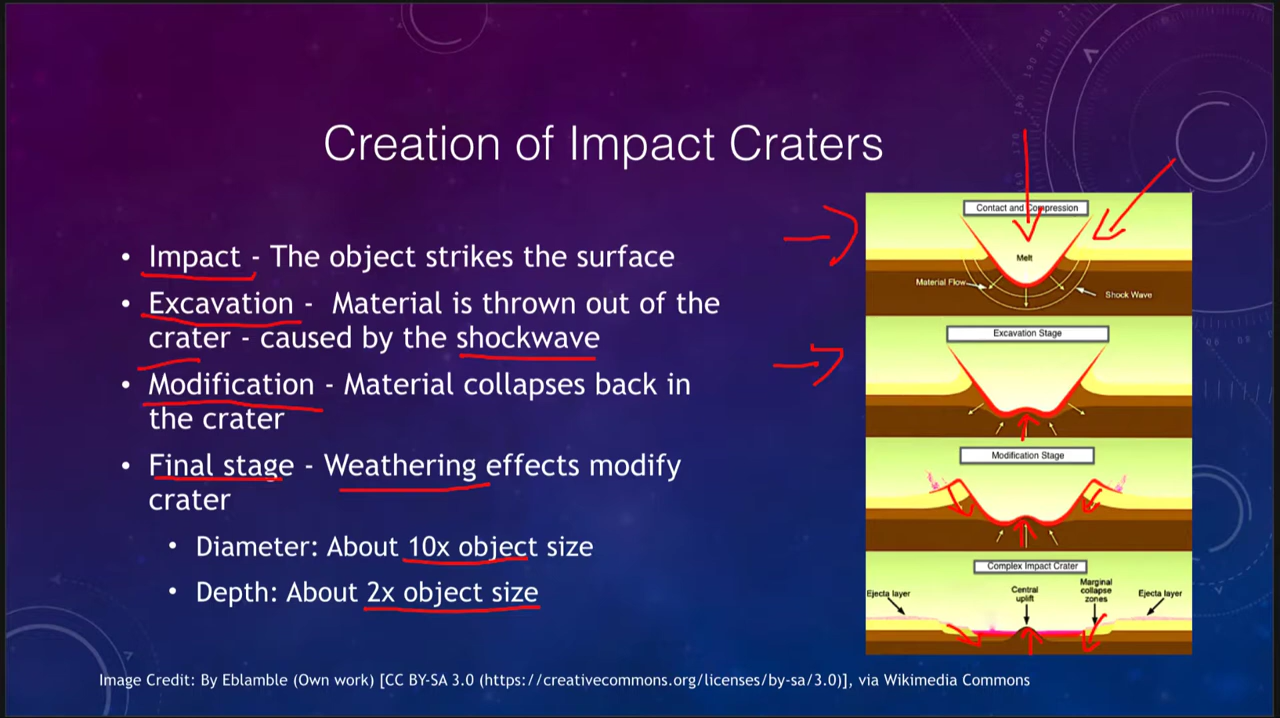 Creation of Impact Craters
• Impact - The object strikes the surface
• Excavation - Material is thrown out of the
crater - caused by the shockwave
• Modification - Material collapses back in
the crater
• Final stage - Weathering effects modify
crater
• Diameter: About 10x object size
• Depth: About 2x object size
Contact and Compression
Melt
Material Flow
Shock Wave
Excavation Stage
Modification Stage
Complex Impact Crater
Ejecta layer
Central
uplift
Marginal
collapse
zones
Ejecta layer
Image Credit: By Eblamble (Own work) [CC BY-SA 3.0 (https://creativecommons.org/licenses/by-sa/3.0)], via Wikimedia Commons